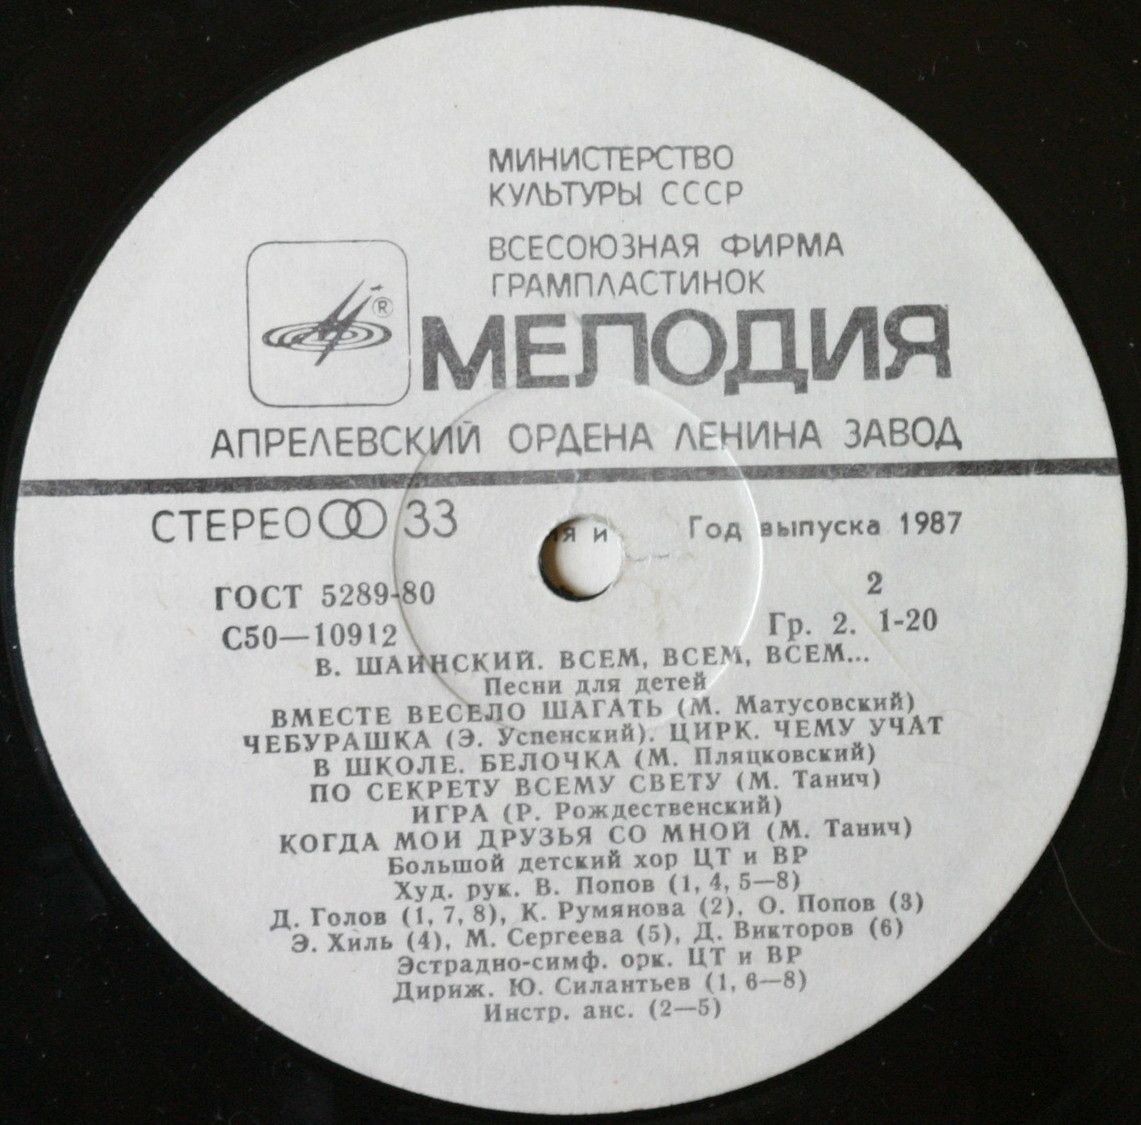 МИНИСТЕРСТВО
КУЛЬТУРЫ СССР
ВСЕСОЮЗНАЯ ФИРМА
ГРАМПЛАСТИНОК
®
МЕЛОДИЯ
АПРЕЛЕВСКИЙ ОРДЕНА ЛЕНИНА ЗАВОД
СТЕРЕО 33
Год выпуска 1987
ГОСТ 5289-80
2
С50—10912
Гр. 2. 1-20
В. ШАИНСКИЙ. ВСЕМ, ВСЕМ, ВСЕМ...
Песни для детей
ВМЕСТЕ ВЕСЕЛО ШАГАТЬ (М. Матусовский)
ЧЕБУРАШКА (Э. Успенский). ЦИРК. ЧЕМУ УЧАТ
В ШКОЛЕ. БЕЛОЧКА (М. Пляцковский)
ПО СЕКРЕТУ ВСЕМУ СВЕТУ (М. Танич)
ИГРА (Р. Рождественский)
КОГДА МОИ ДРУЗЬЯ СО МНОЙ (М. Танич)
Большой детский хор ЦТ и ВР
Худ. рук. В. Попов (1, 4, 5—8)
Д. Голов (1, 7, 8), К. Румянова (2), О. Попов (3)
Э. Хиль (4), М. Сергеева (5), Д. Викторов (6)
Эстрадно-симф. орк. ЦТ и ВР
Дириж. Ю. Силантьев (1, 6—8)
Инстр. анс. (2—5)